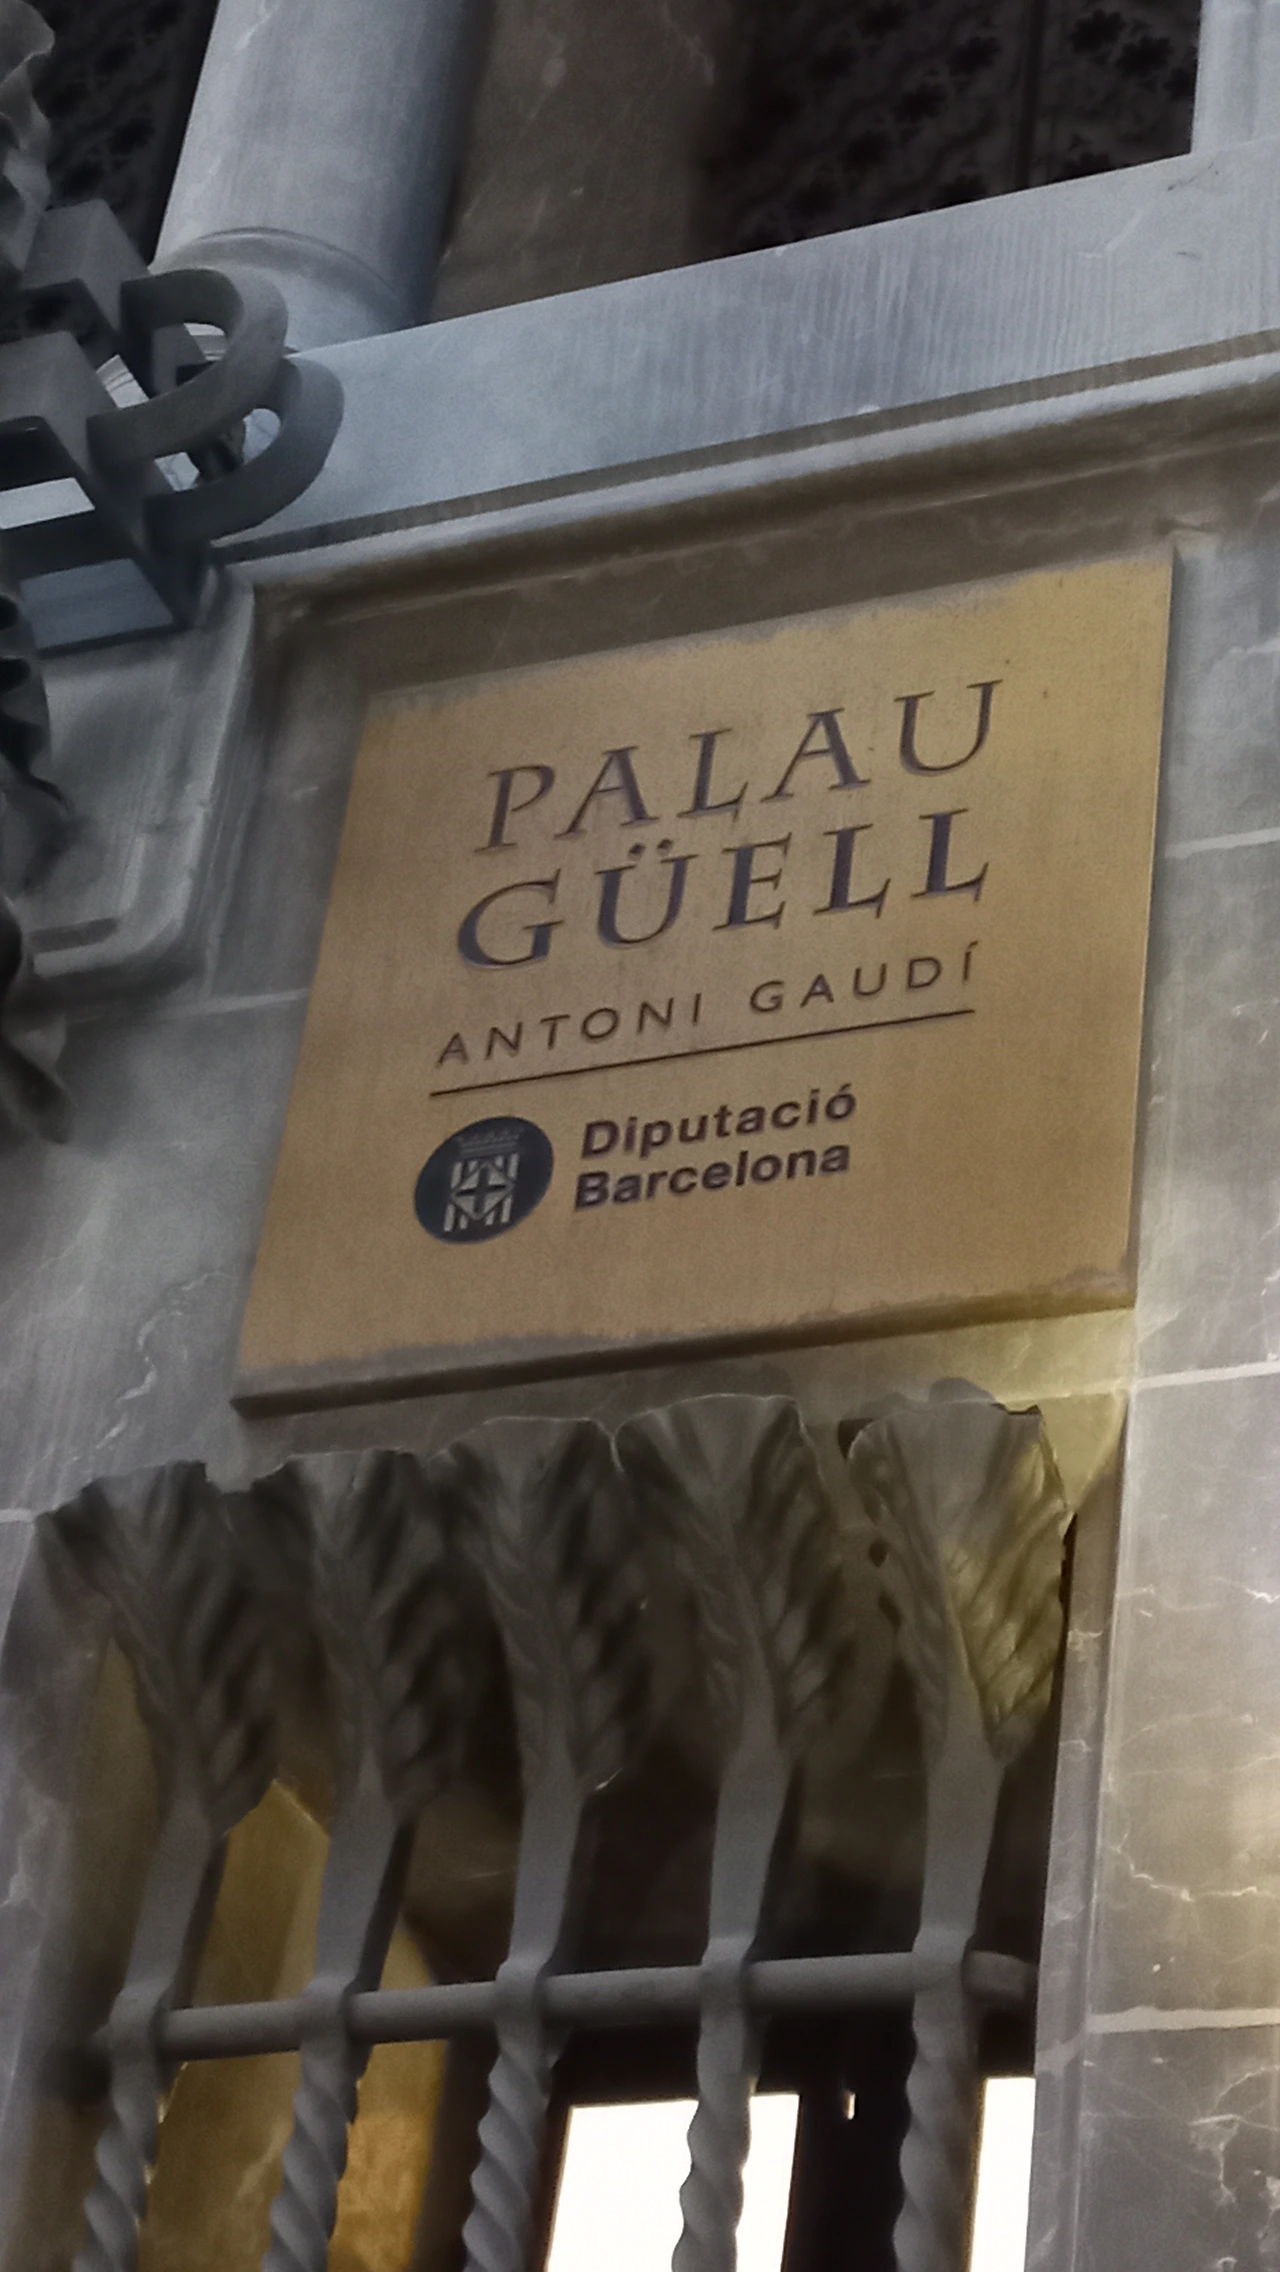 PALAU
GÜELL
ANTONI GAUDÍ
Diputació
Barcelona